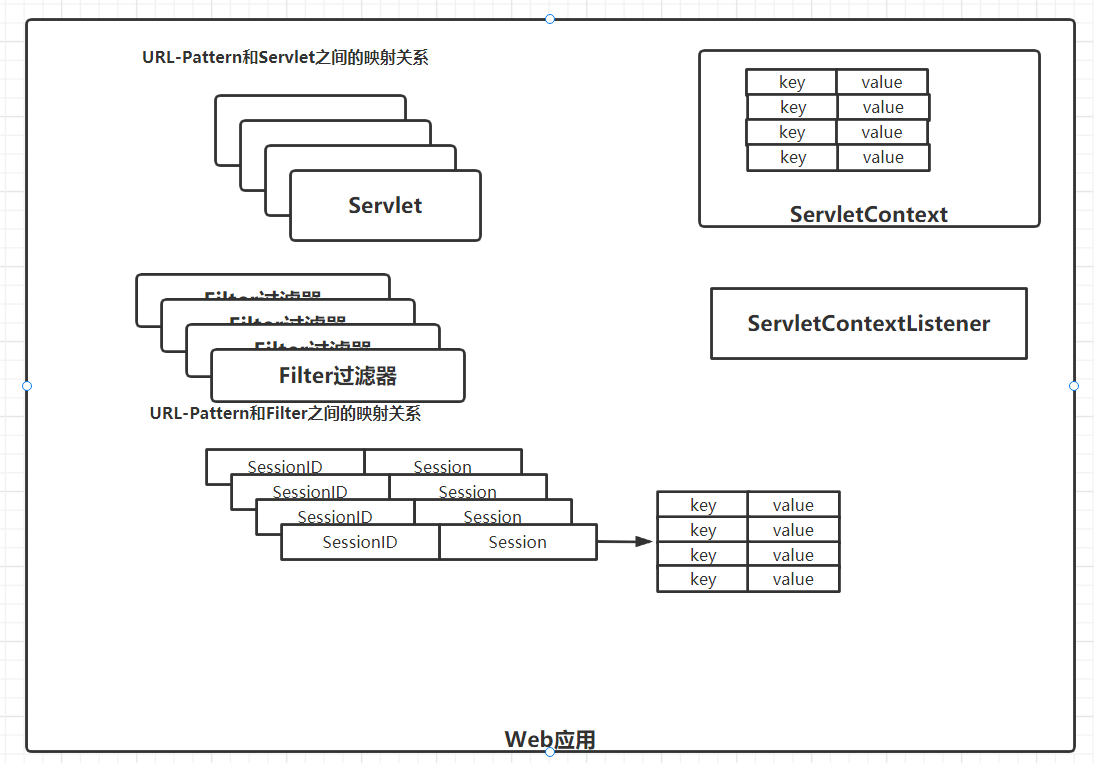 URL-Pattern和Servlet之间的映射关系
Servlet
key value
key value
key value
key value
ServletContext
Filter过滤器
Filter过滤器
Filter过滤器
Filter过滤器
URL-Pattern和Filter之间的映射关系
ServletContextListener
SessionID Session
SessionID Session
SessionID Session
SessionID Session
key value
key value
key value
key value
Web应用